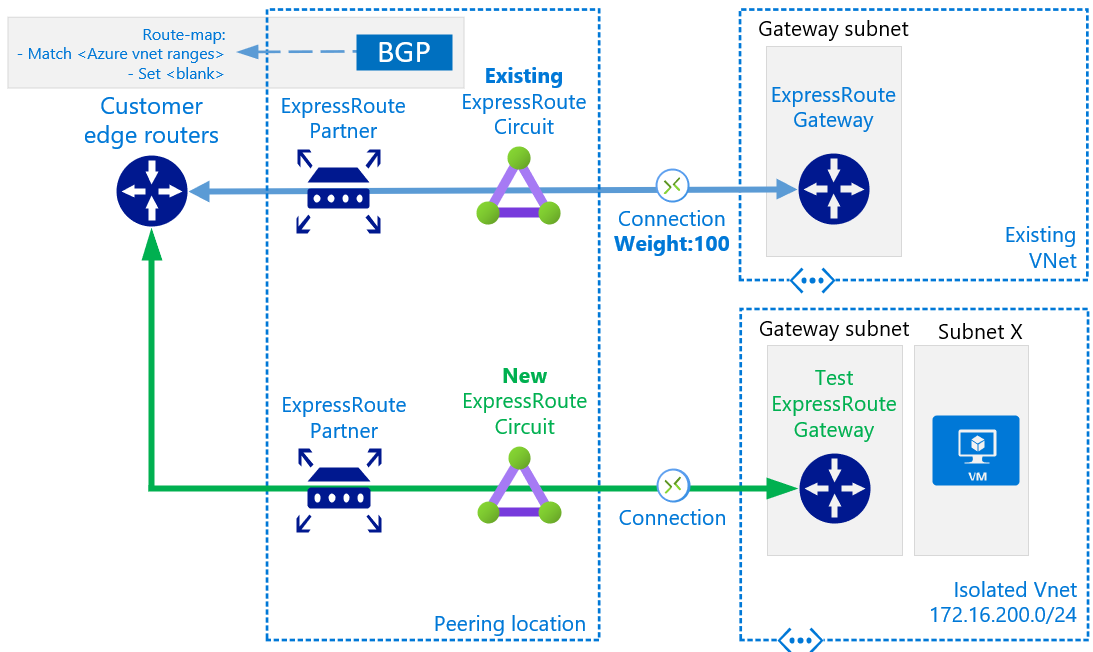 Route-map:
- Match <Azure vnet ranges>
- Set <blank>
BGP
Customer
edge routers
ExpressRoute
Partner
Existing
ExpressRoute
Circuit
Connection
Weight:100
Gateway subnet
ExpressRoute
Gateway
Existing
VNet
ExpressRoute
Partner
New
ExpressRoute
Circuit
Connection
Peering location
Gateway subnet
Test
ExpressRoute
Gateway
Subnet X
VM
Isolated Vnet
172.16.200.0/24